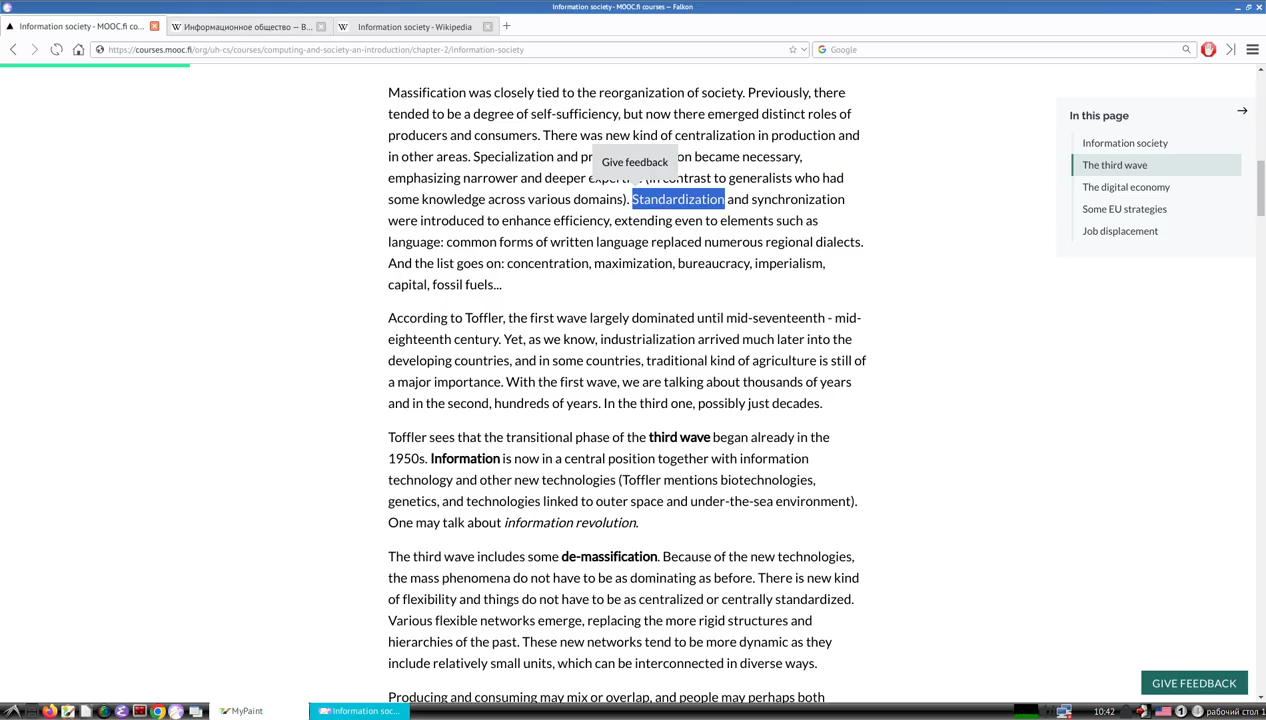 Information society - MOOC.fi courses — Falkon
Information society - MOOC.fi co...
Информационное общество — В...
Information society - Wikipedia
https://courses.mooc.fi/org/uh-cs/courses/computing-and-society-an-introduction/chapter-2/information-society
Google
Massification was closely tied to the reorganization of society. Previously, there
tended to be a degree of self-sufficiency, but now there emerged distinct roles of
producers and consumers. There was new kind of centralization in production and
in other areas. Specialization and pr
on became necessary,
Give feedback
emphasizing narrower and deeper expertise (in contrast to generalists who had
some knowledge across various domains). Standardization and synchronization
were introduced to enhance efficiency, extending even to elements such as
language: common forms of written language replaced numerous regional dialects.
And the list goes on: concentration, maximization, bureaucracy, imperialism,
capital, fossil fuels...
According to Toffler, the first wave largely dominated until mid-seventeenth - mid-
eighteenth century. Yet, as we know, industrialization arrived much later into the
developing countries, and in some countries, traditional kind of agriculture is still of
a major importance. With the first wave, we are talking about thousands of years
and in the second, hundreds of years. In the third one, possibly just decades.
Toffler sees that the transitional phase of the third wave began already in the
1950s. Information is now in a central position together with information
technology and other new technologies (Toffler mentions biotechnologies,
genetics, and technologies linked to outer space and under-the-sea environment).
One may talk about information revolution.
The third wave includes some de-massification. Because of the new technologies,
the mass phenomena do not have to be as dominating as before. There is new kind
of flexibility and things do not have to be as centralized or centrally standardized.
Various flexible networks emerge, replacing the more rigid structures and
hierarchies of the past. These new networks tend to be more dynamic as they
include relatively small units, which can be interconnected in diverse ways.
Producing and consuming may mix or overlap, and people may perhaps both
In this page
Information society
The third wave
The digital economy
Some EU strategies
Job displacement
GIVE FEEDBACK
MyPaint
Information soc...
10:42
рабочий стол 1